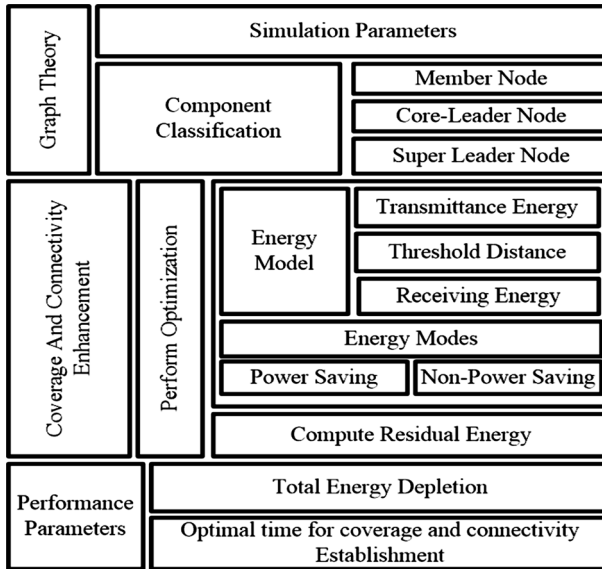 Graph Theory
Simulation Parameters
Component
Classification
Member Node
Core-Leader Node
Super Leader Node
Coverage And Connectivity
Enhancement
Perform Optimization
Energy
Model
Transmittance Energy
Threshold Distance
Receiving Energy
Energy Modes
Power Saving
Non-Power Saving
Compute Residual Energy
Performance
Parameters
Total Energy Depletion
Optimal time for coverage and connectivity
Establishment